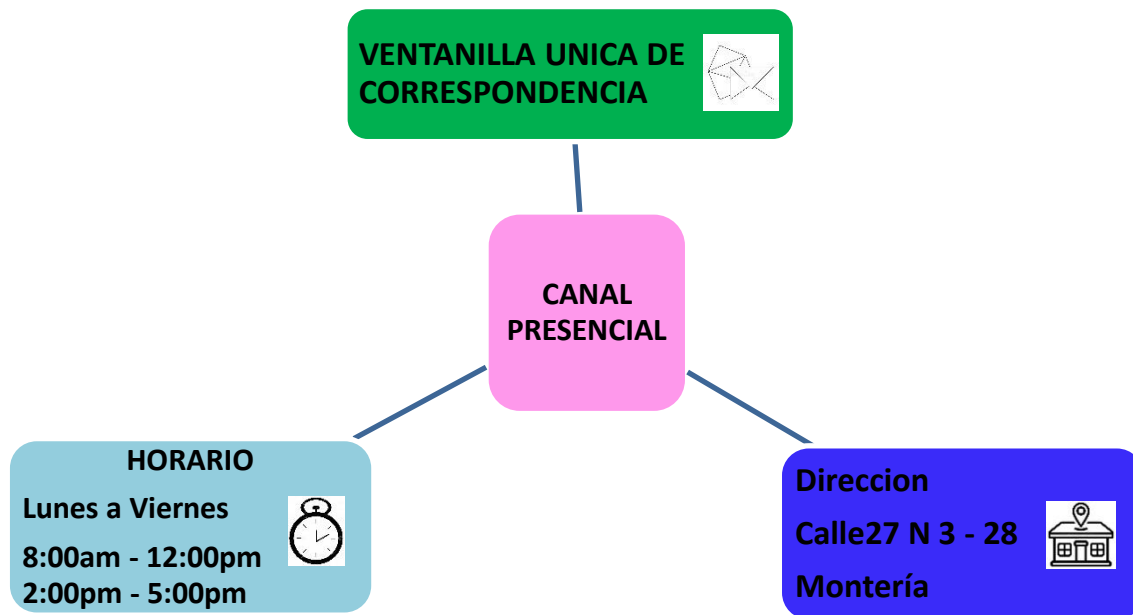 VENTANILLA UNICA DE
CORRESPONDENCIA
CANAL
PRESENCIAL
HORARIO
Lunes a Viernes
8:00am - 12:00pm
2:00pm - 5:00pm
Direccion
Calle27 N 3 - 28
Montería